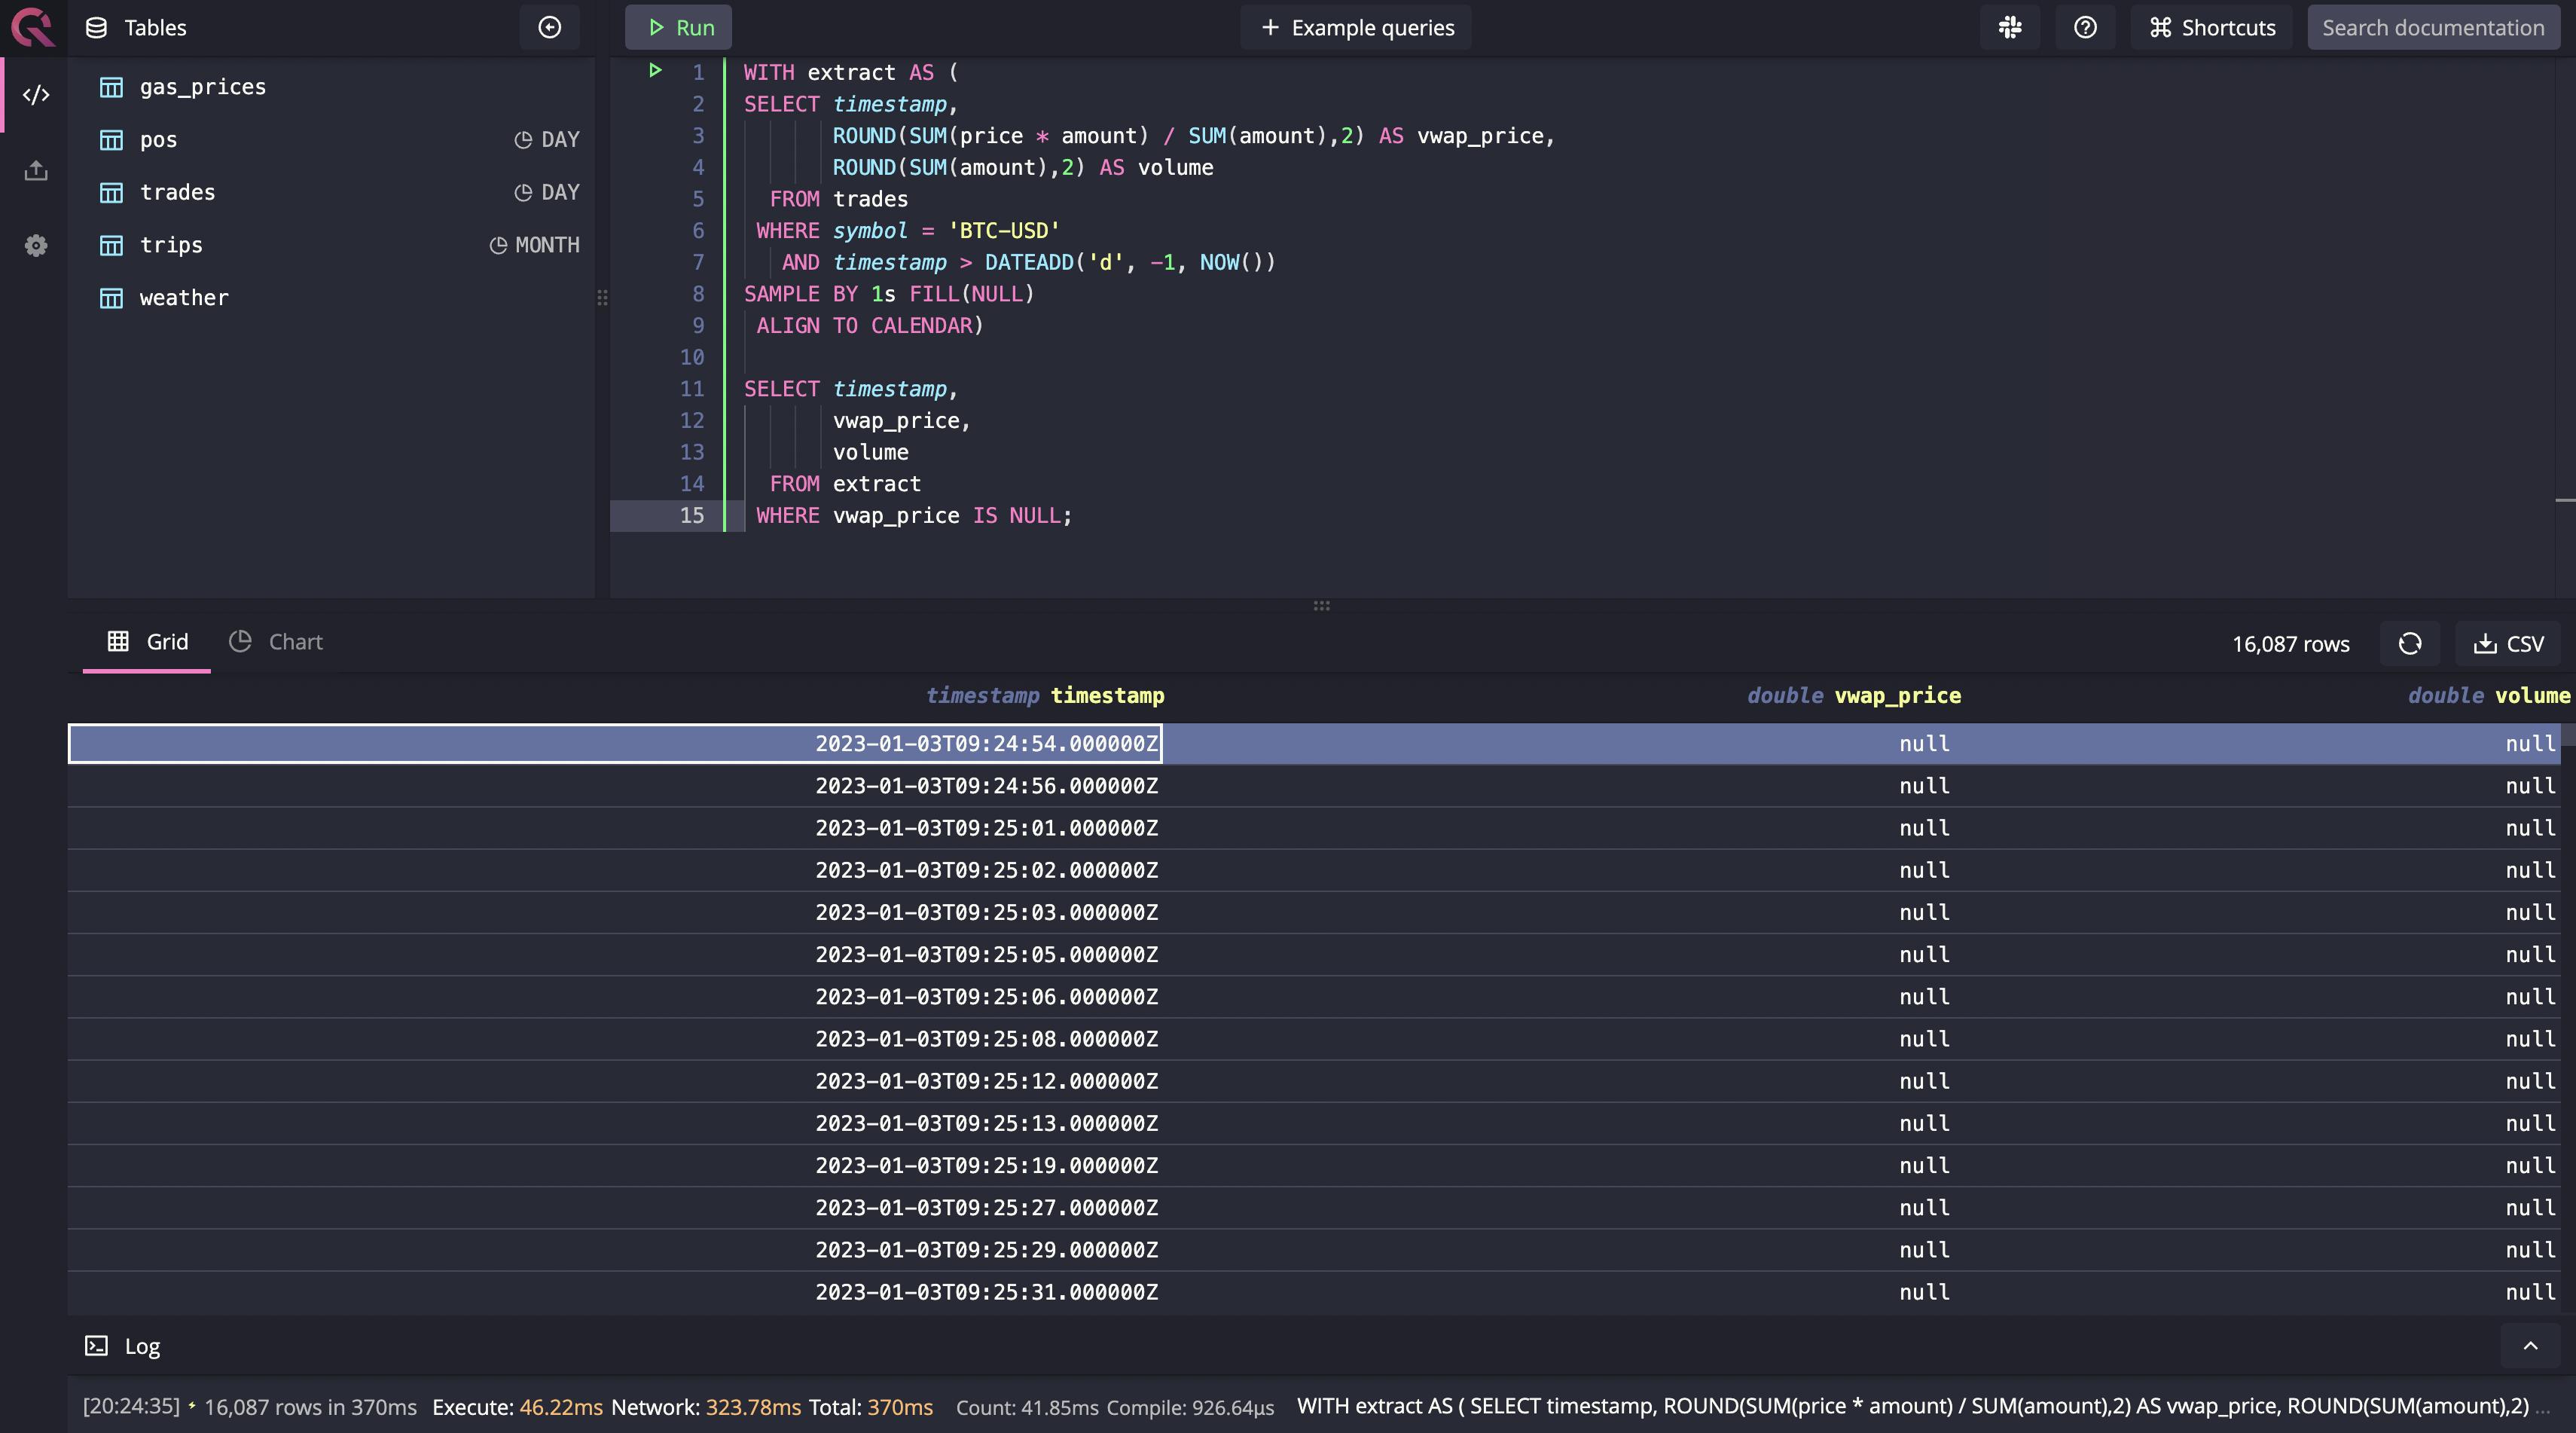 Tables
Run
Example queries
Shortcuts
Search documentation
gas_prices
pos DAY
trades DAY
trips MONTH
weather
1 WITH extract AS (
2 SELECT timestamp,
3 ROUND(SUM(price * amount) / SUM(amount),2) AS vwap_price,
4 ROUND(SUM(amount),2) AS volume
5 FROM trades
6 WHERE symbol = 'BTC-USD'
7 AND timestamp > DATEADD('d', -1, NOW())
8 SAMPLE BY 1s FILL(NULL)
9 ALIGN TO CALENDAR)
10
11 SELECT timestamp,
12 vwap_price,
13 volume
14 FROM extract
15 WHERE vwap_price IS NULL;
Grid Chart 16,087 rows CSV
timestamp timestamp double vwap_price double volume
2023-01-03T09:24:54.000000Z null null
2023-01-03T09:24:56.000000Z null null
2023-01-03T09:25:01.000000Z null null
2023-01-03T09:25:02.000000Z null null
2023-01-03T09:25:03.000000Z null null
2023-01-03T09:25:05.000000Z null null
2023-01-03T09:25:06.000000Z null null
2023-01-03T09:25:08.000000Z null null
2023-01-03T09:25:12.000000Z null null
2023-01-03T09:25:13.000000Z null null
2023-01-03T09:25:19.000000Z null null
2023-01-03T09:25:27.000000Z null null
2023-01-03T09:25:29.000000Z null null
2023-01-03T09:25:31.000000Z null null
Log
[20:24:35] 16,087 rows in 370ms Execute: 46.22ms Network: 323.78ms Total: 370ms Count: 41.85ms Compile: 926.64µs WITH extract AS ( SELECT timestamp, ROUND(SUM(price * amount) / SUM(amount),2) AS vwap_price, ROUND(SUM(amount),2) ...